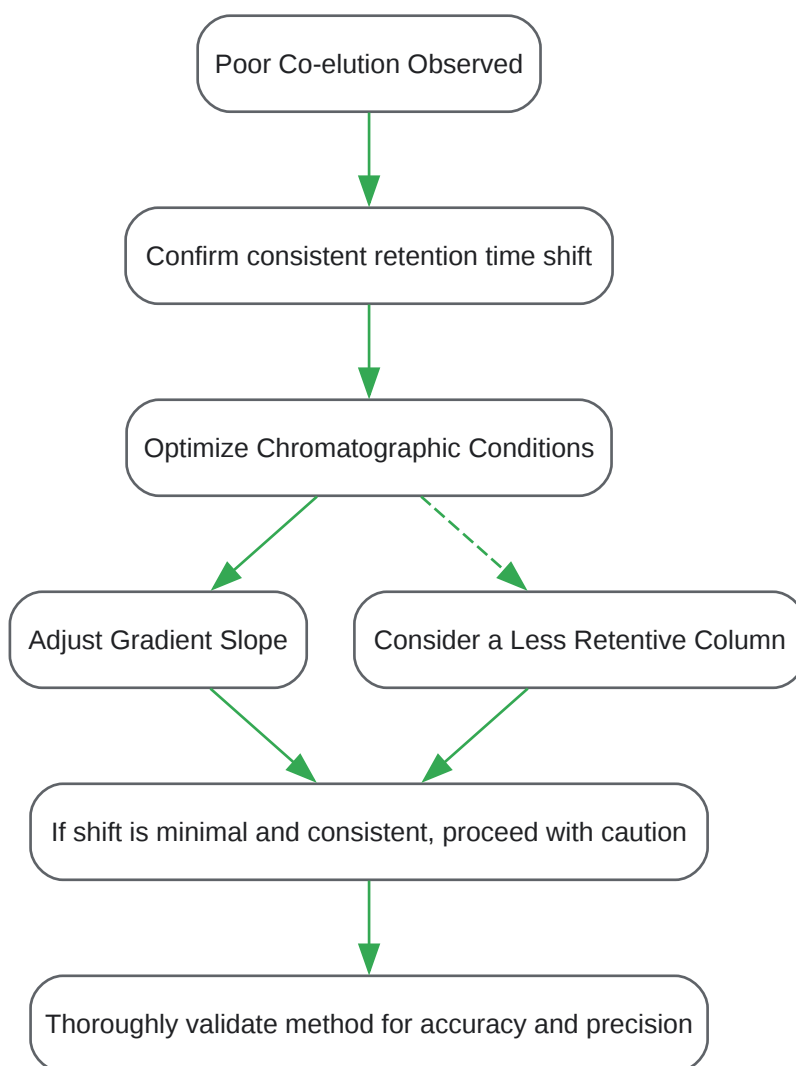 Poor Co-elution Observed
Confirm consistent retention time shift
Optimize Chromatographic Conditions
Adjust Gradient Slope
Consider a Less Retentive Column
If shift is minimal and consistent, proceed with caution
Thoroughly validate method for accuracy and precision